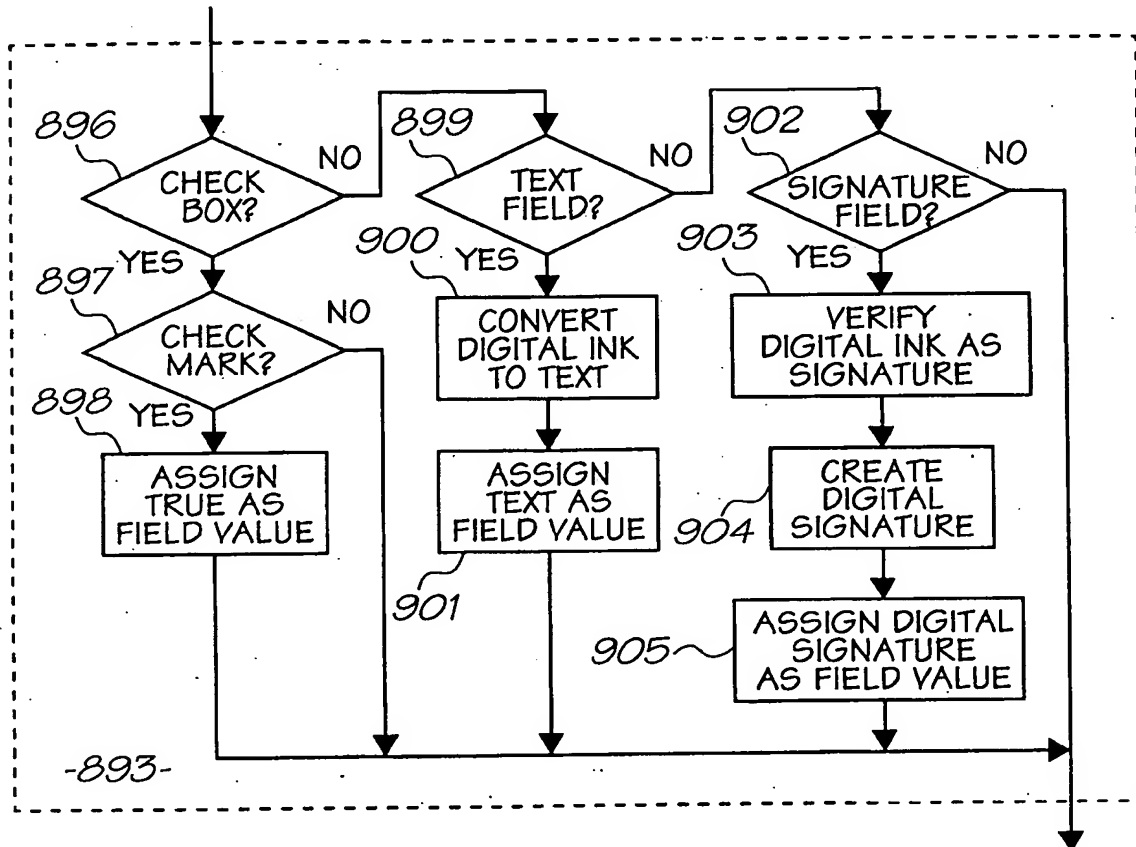 896
CHECK
BOX?
NO
YES
897
CHECK
MARK?
NO
YES
898
ASSIGN
TRUE AS
FIELD VALUE
899
TEXT
FIELD?
NO
YES
900
CONVERT
DIGITAL INK
TO TEXT
ASSIGN
TEXT AS
FIELD VALUE
901
902
SIGNATURE
FIELD?
NO
YES
903
VERIFY
DIGITAL INK AS
SIGNATURE
CREATE
DIGITAL
SIGNATURE
904
ASSIGN DIGITAL
SIGNATURE
AS FIELD VALUE
905
-893-